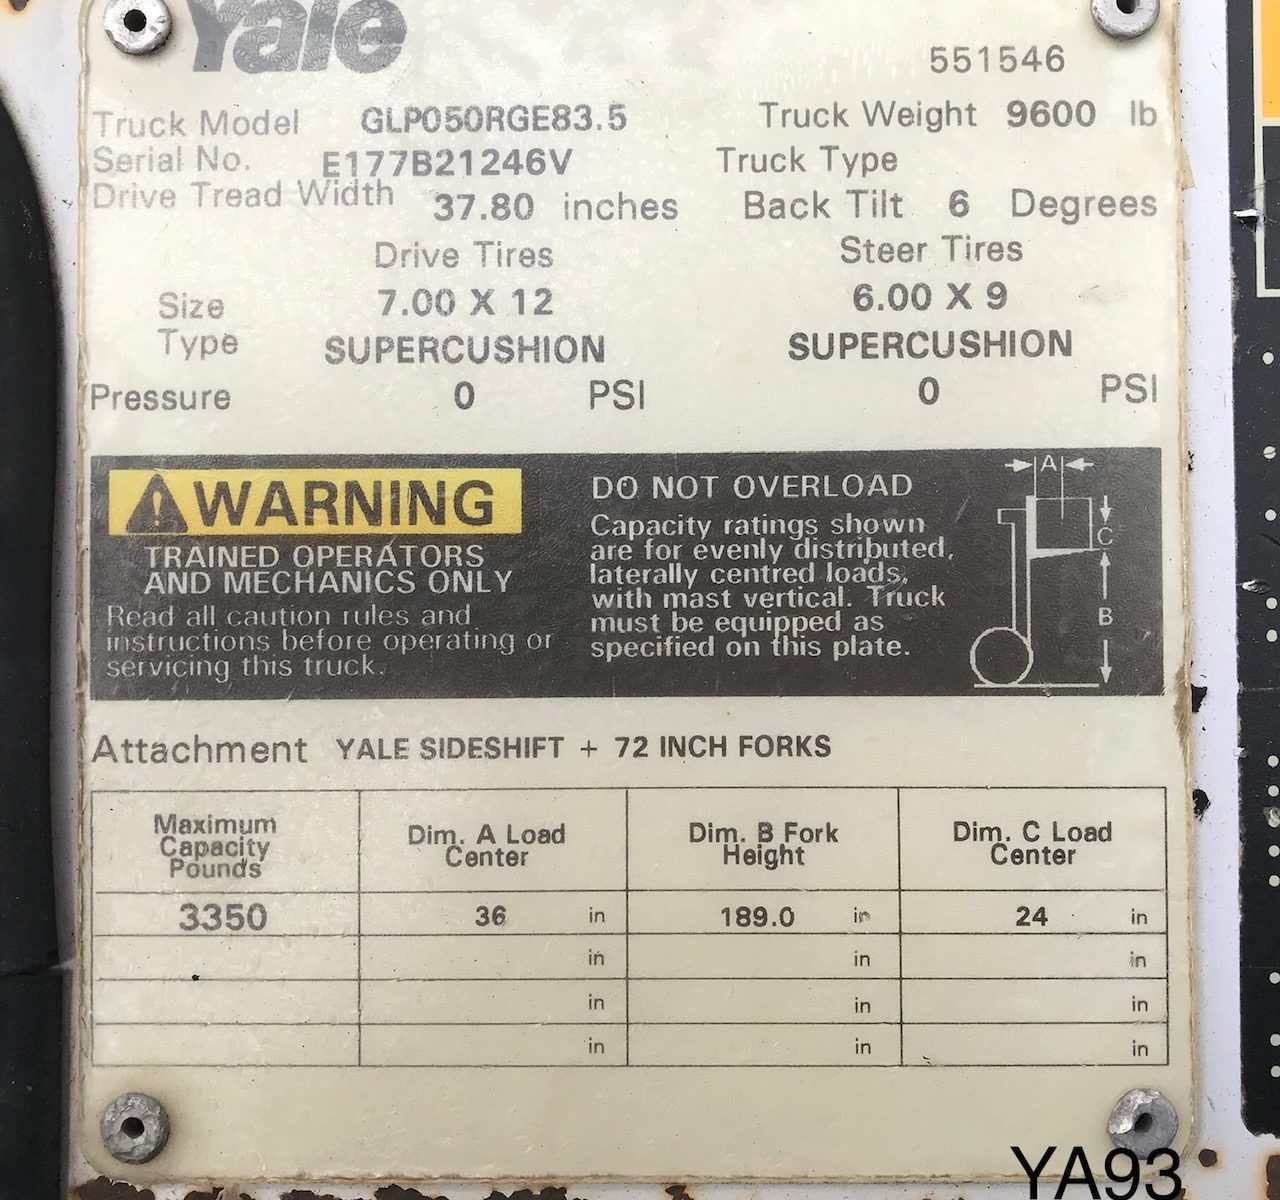 Yale
551546
Truck Model GLP050RGE83.5 Truck Weight 9600 lb
Serial No. E177B21246V Truck Type
Drive Tread Width 37.80 inches Back Tilt 6 Degrees
Drive Tires Steer Tires
Size 7.00 X 12 6.00 X 9
Type SUPERCUSHION SUPERCUSHION
Pressure 0 PSI 0 PSI
WARNING
TRAINED OPERATORS
AND MECHANICS ONLY
Read all caution rules and
instructions before operating or
servicing this truck.
DO NOT OVERLOAD
Capacity ratings shown
are for evenly distributed,
laterally centred loads,
with mast vertical. Truck
must be equipped as
specified on this plate.
A
C
B
Attachment YALE SIDESHIFT + 72 INCH FORKS
Maximum
Capacity
Pounds
Dim. A Load
Center
Dim. B Fork
Height
Dim. C Load
Center
3350 36 in 189.0 in 24 in
in in in
in in in
in in in
YA93